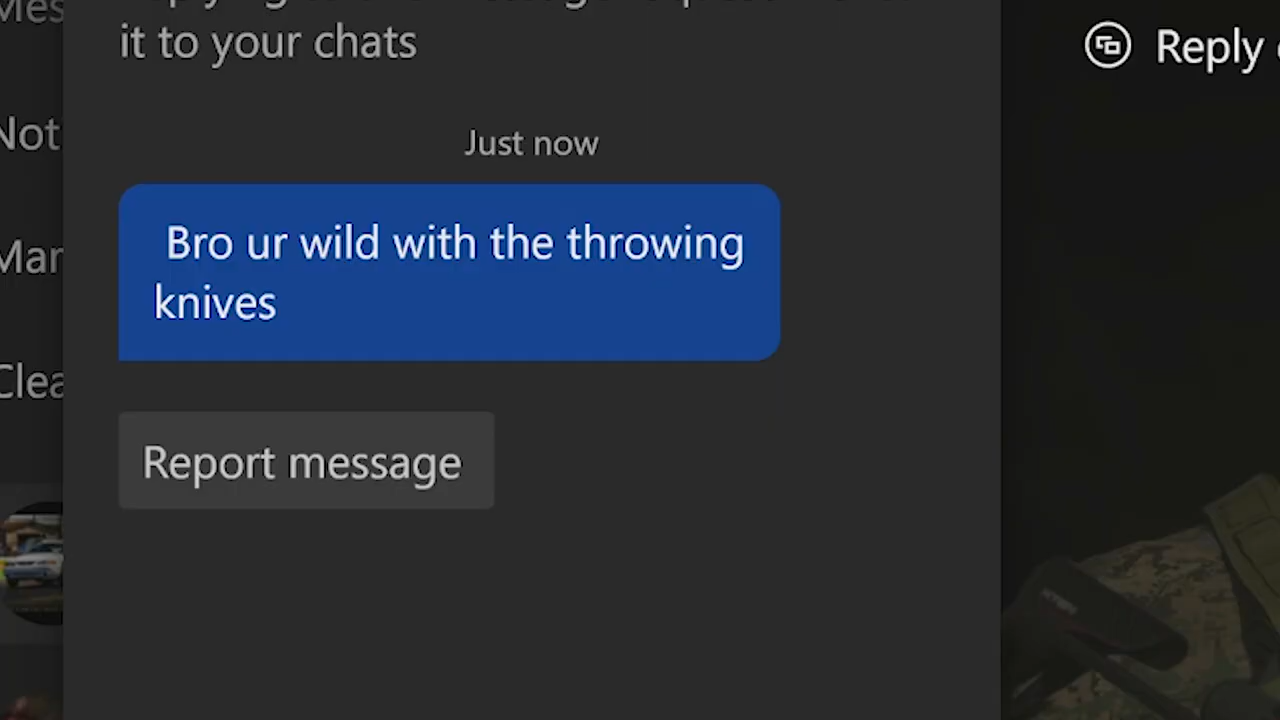 it to your chats
Reply
Just now
Bro ur wild with the throwing
knives
Report message